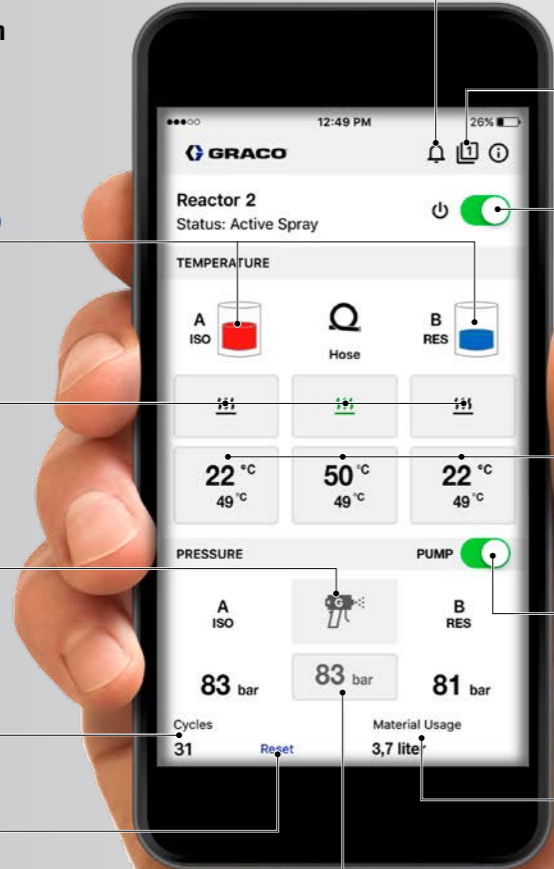 n
12:49 PM
26%
GRACO
1
Reactor 2
Status: Active Spray
TEMPERATURE
A
ISO
Hose
B
RES
22 °C
49 °C
50 °C
49 °C
22 °C
49 °C
PRESSURE
PUMP
A
ISO
G
B
RES
83 bar
83 bar
81 bar
Cycles
31
Reset
Material Usage
3,7 liter